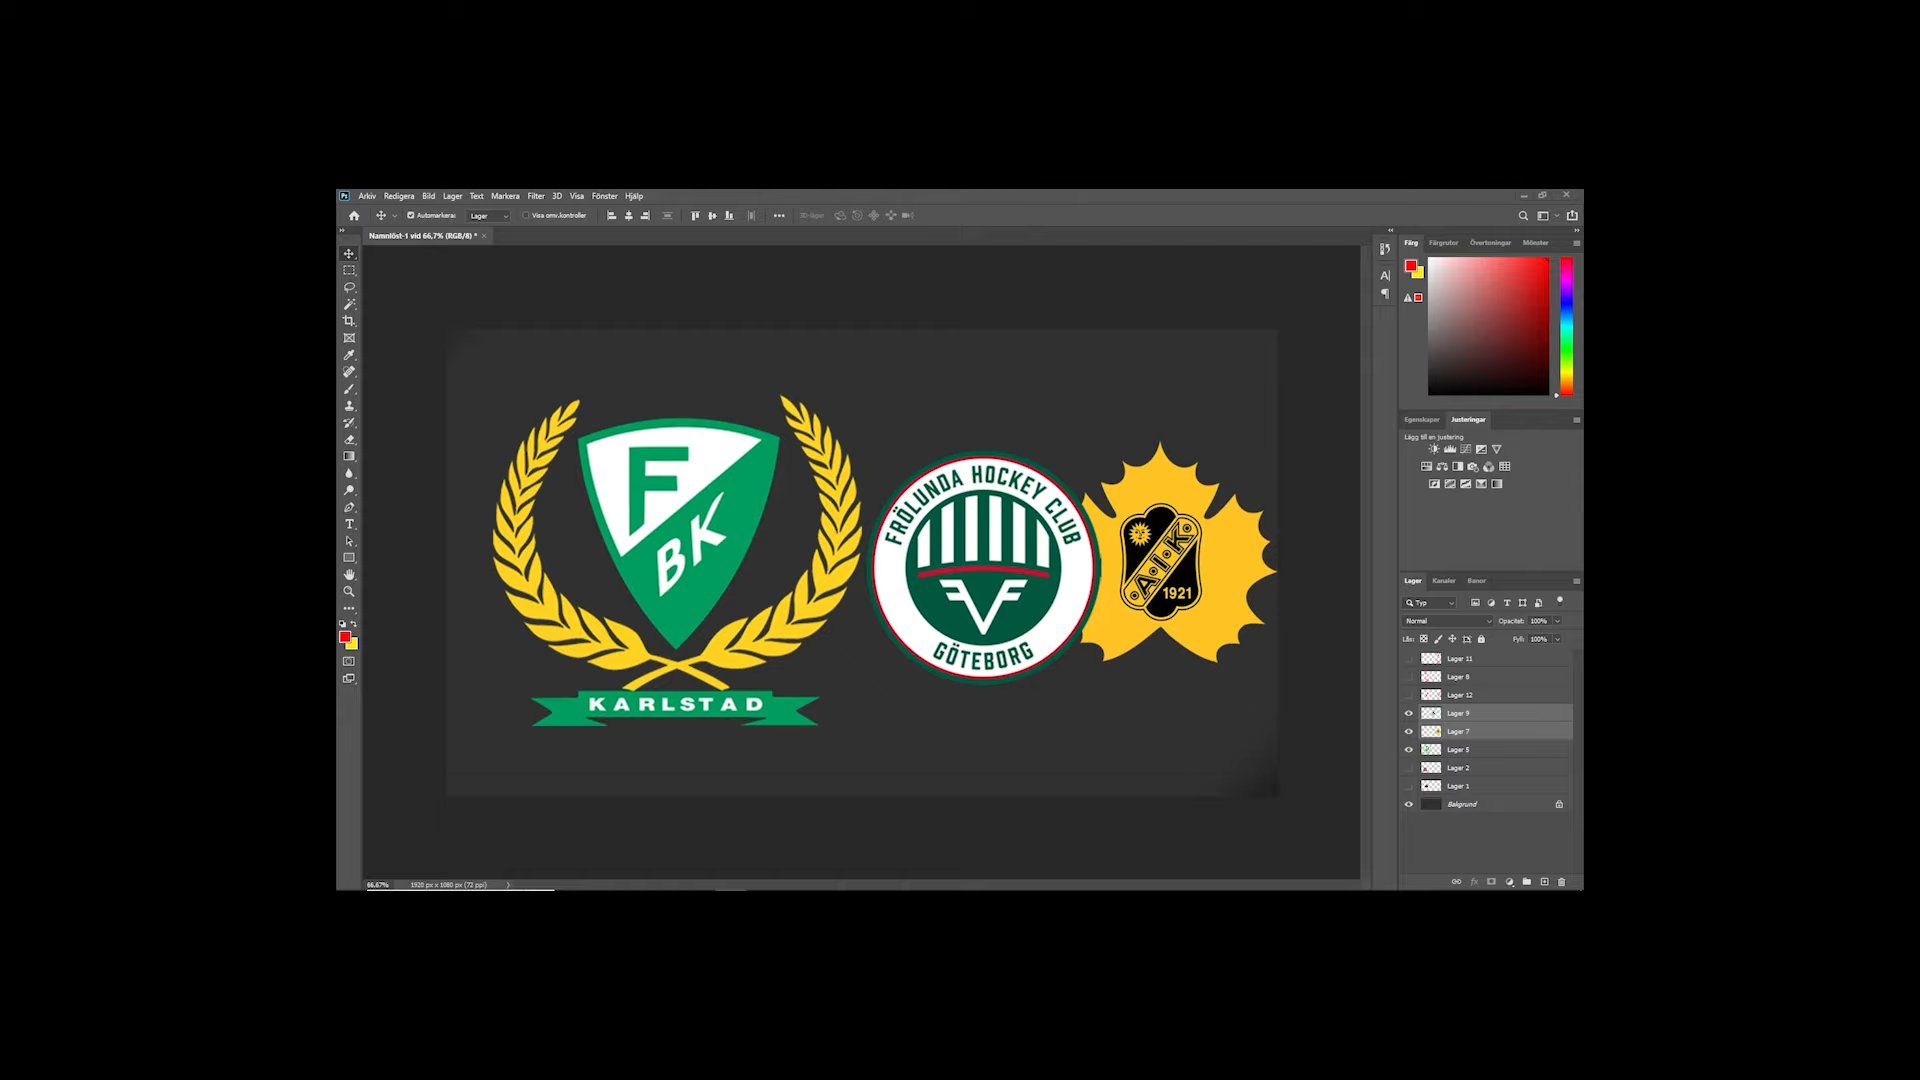 Ps Arkiv Redigera Bild Lager Text Markera Filter 3D Visa Fönster Hjälp
Automarkera: Lager Visa omv.kontroller 3D-läge:
Namnlöst-1 vid 66,7% (RGB/8) *
Färg Färgrutor Övertoningar Mönster
Egenskaper Justeringar
Lägg till en justering
F
BK
KARLSTAD
FRÖLUNDA HOCKEY CLUB
GÖTEBORG
A·I·K
1921
Lager Kanaler Banor
Typ
Normal Opacitet: 100%
Lås: Fyll: 100%
Lager 11
Lager 8
Lager 12
Lager 9
Lager 7
Lager 5
Lager 2
Lager 1
Bakgrund
66,67% 1920 px x 1080 px (72 ppi)